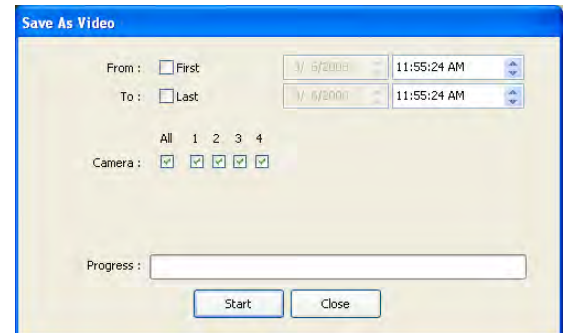 Save As Video
From : First 11:55:24 AM
To : Last 11:55:24 AM
All 1 2 3 4
Camera :
Progress :
Start Close